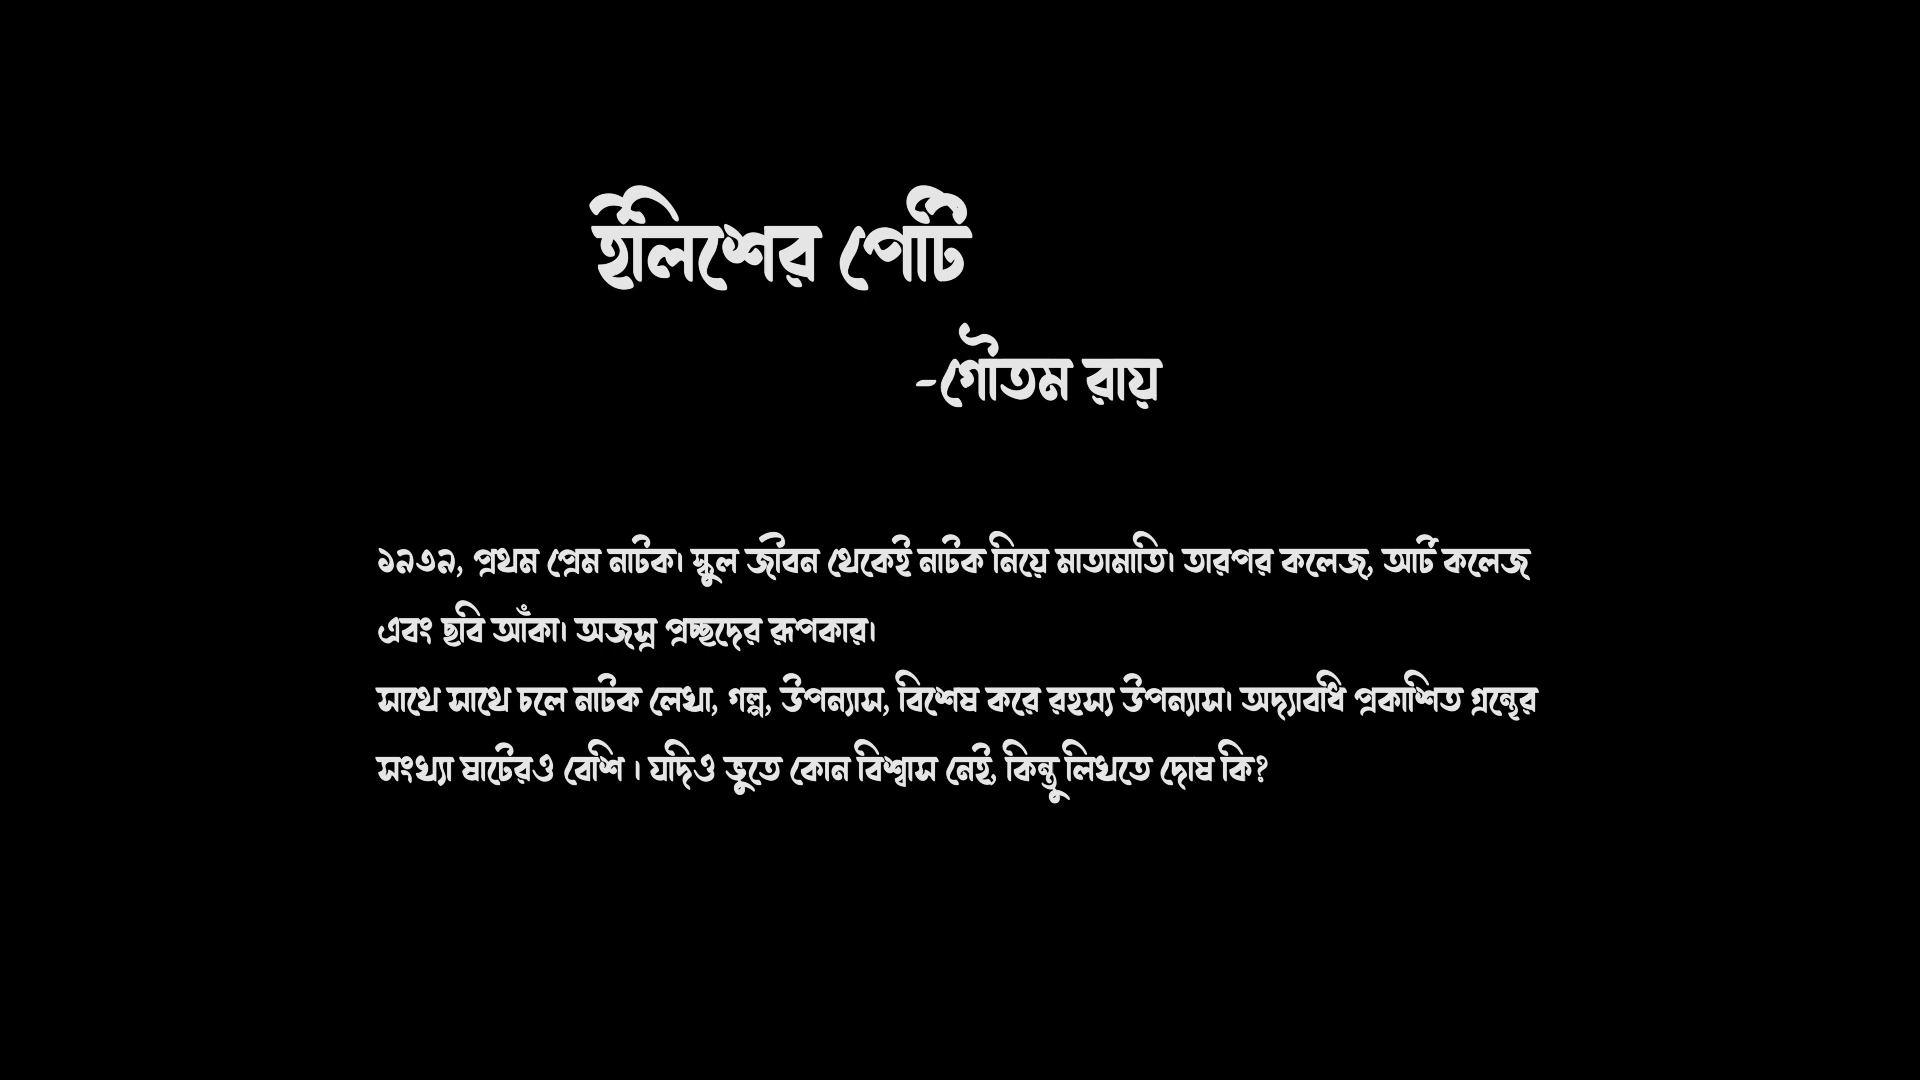 ইলিশের পেটি
-গৌতম রায়
১৯৩৯, প্রথম প্রেম নাটক। স্কুল জীবন থেকেই নাটক নিয়ে মাতামাতি। তারপর কলেজ, আর্ট কলেজ
এবং ছবি আঁকা। অজস্র প্রচ্ছদের রূপকার।
সাথে সাথে চলে নাটক লেখা, গল্প, উপন্যাস, বিশেষ করে রহস্য উপন্যাস। অদ্যাবধি প্রকাশিত গ্রন্থের
সংখ্যা ষাটেরও বেশি । যদিও ভুতে কোন বিশ্বাস নেই, কিন্তু লিখতে দোষ কি?